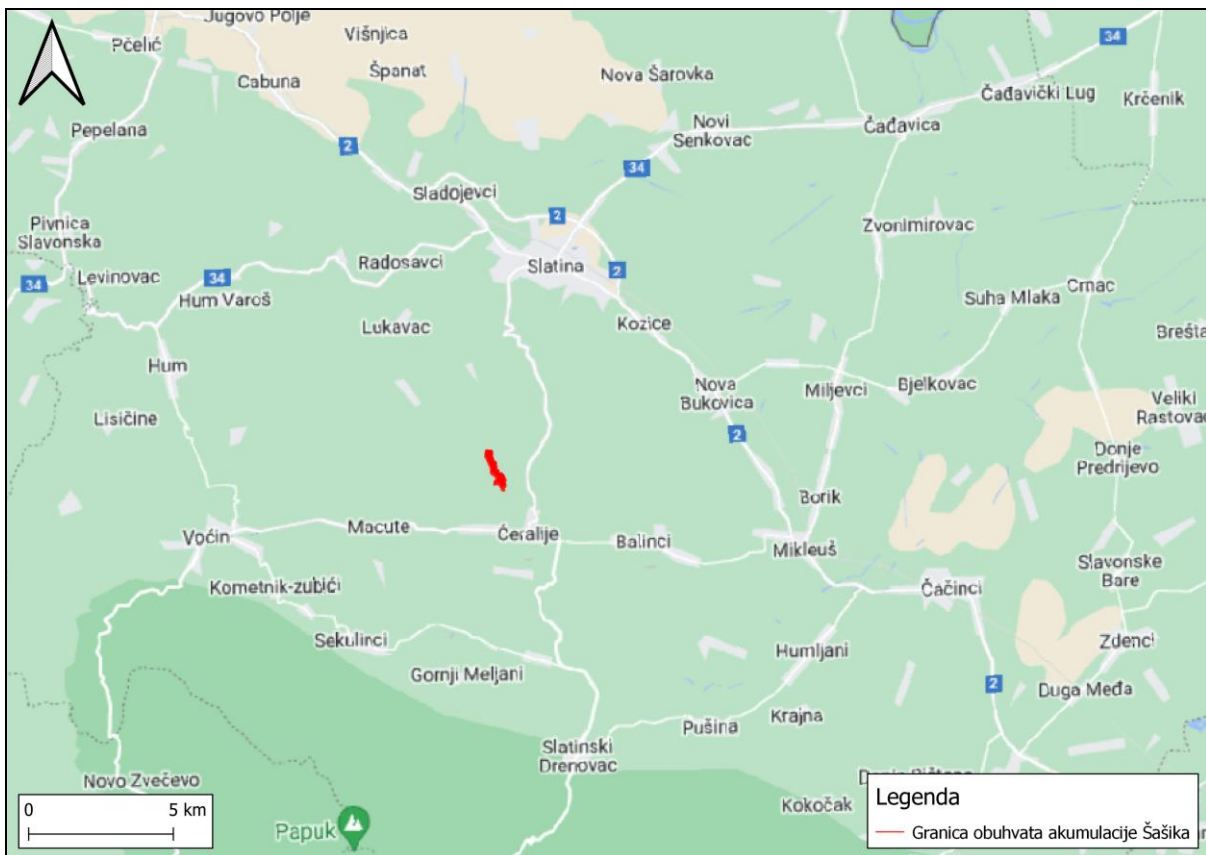 Jugovo Polje
Višnjica
Pčelić
34
Španat
Nova Šarovka
Cabuna
Čađavički Lug
Krčenik
Pepelana
Novi
Senkovac
Čađavica
2
34
Sladojevci
Pivnica
Slavonska
2
Zvonimirovac
Radosavci
Slatina
Levinovac
34
34
2
Hum Varoš
Crnac
Suha Mlaka
Lukavac
Kozice
Brešta
Hum
Nova
Bukovica
Miljevci
Bjelkovac
Veliki
Rastovac
Lisičine
2
Donje
Predrijevo
Borik
Macute
Ćeralije
Voćin
Balinci
Mikleuš
Slavonske
Bare
Kometnik-zubići
Čačinci
Sekulinci
Humljani
Zdenci
Gornji Meljani
2
Duga Međa
Krajna
Pušina
Slatinski
Drenovac
Novo Zvečevo
Kokočak
Papuk
0
5 km
Legenda
Granica obuhvata akumulacije Šašika